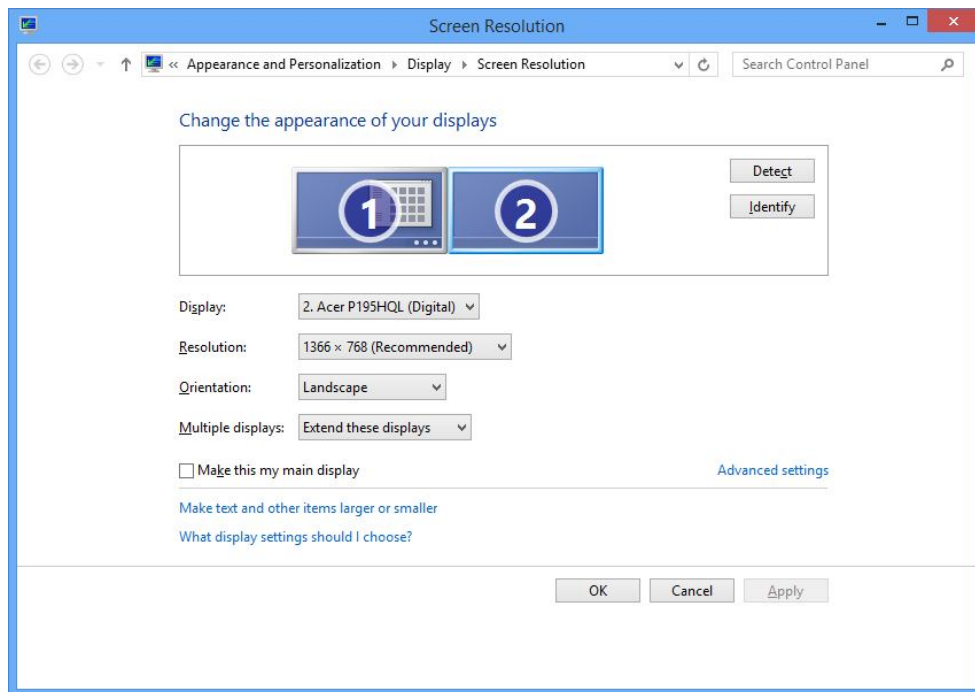 Screen Resolution
« Appearance and Personalization Display Screen Resolution Search Control Panel
Change the appearance of your displays
1 2
Detect
Identify
Display: 2. Acer P195HQL (Digital)
Resolution: 1366 × 768 (Recommended)
Orientation: Landscape
Multiple displays: Extend these displays
Make this my main display Advanced settings
Make text and other items larger or smaller
What display settings should I choose?
OK Cancel Apply